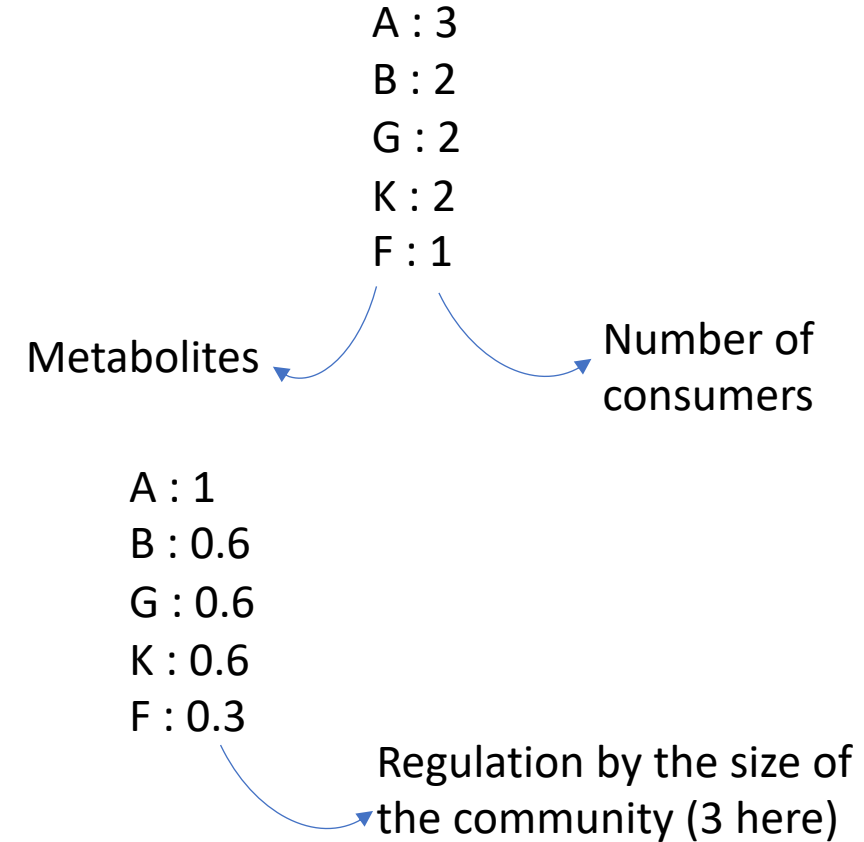 A : 3
B : 2
G : 2
K : 2
F : 1
Metabolites
Number of
consumers
A : 1
B : 0.6
G : 0.6
K : 0.6
F : 0.3
Regulation by the size of
the community (3 here)